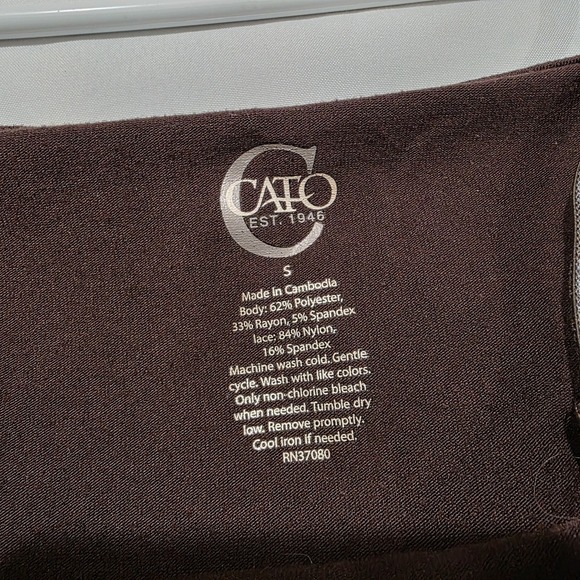 C
CATO
EST. 1946
S
Made in Cambodia
Body: 62% Polyester,
33% Rayon, 5% Spandex
lace: 84% Nylon,
16% Spandex
Machine wash cold. Gentle
cycle. Wash with like colors.
Only non-chlorine bleach
when needed. Tumble dry
low. Remove promptly.
Cool iron if needed.
RN37080